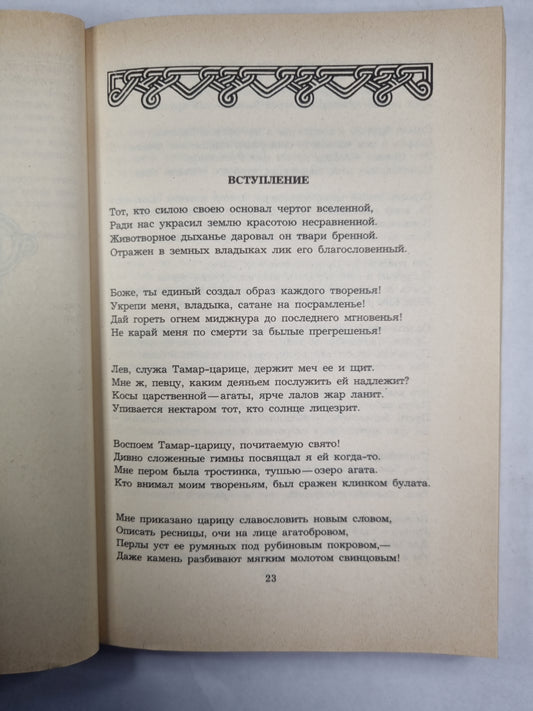 ВСТУПЛЕНИЕ
Тот, кто силою своею основал чертог вселенной,
Ради нас украсил землю красотою несравненной.
Животворное дыханье даровал он твари бренной.
Отражен в земных владыках лик его благословенный.
Боже, ты единый создал образ каждого творенья!
Укрепи меня, владыка, сатане на посрамленье!
Дай гореть огнем миджнура до последнего мгновенья!
Не карай меня по смерти за былые прегрешенья!
Лев, служа Тамар-царице, держит меч ее и щит.
Мне ж, певцу, каким деяньем послужить ей надлежит?
Косы царственной — агаты, ярче лалов жар ланит.
Упивается нектаром тот, кто солнце лицезрит.
Воспоем Тамар-царицу, почитаемую свято!
Дивно сложенные гимны посвящал я ей когда-то.
Мне пером была тростинка, тушью — озеро агата.
Кто внимал моим твореньям, был сражен клинком булата.
Мне приказано царицу славословить новым словом,
Описать ресницы, очи на лице агатобровом,
Перлы уст ее румяных под рубиновым покровом,—
Даже камень разбивают мягким молотом свинцовым!
23